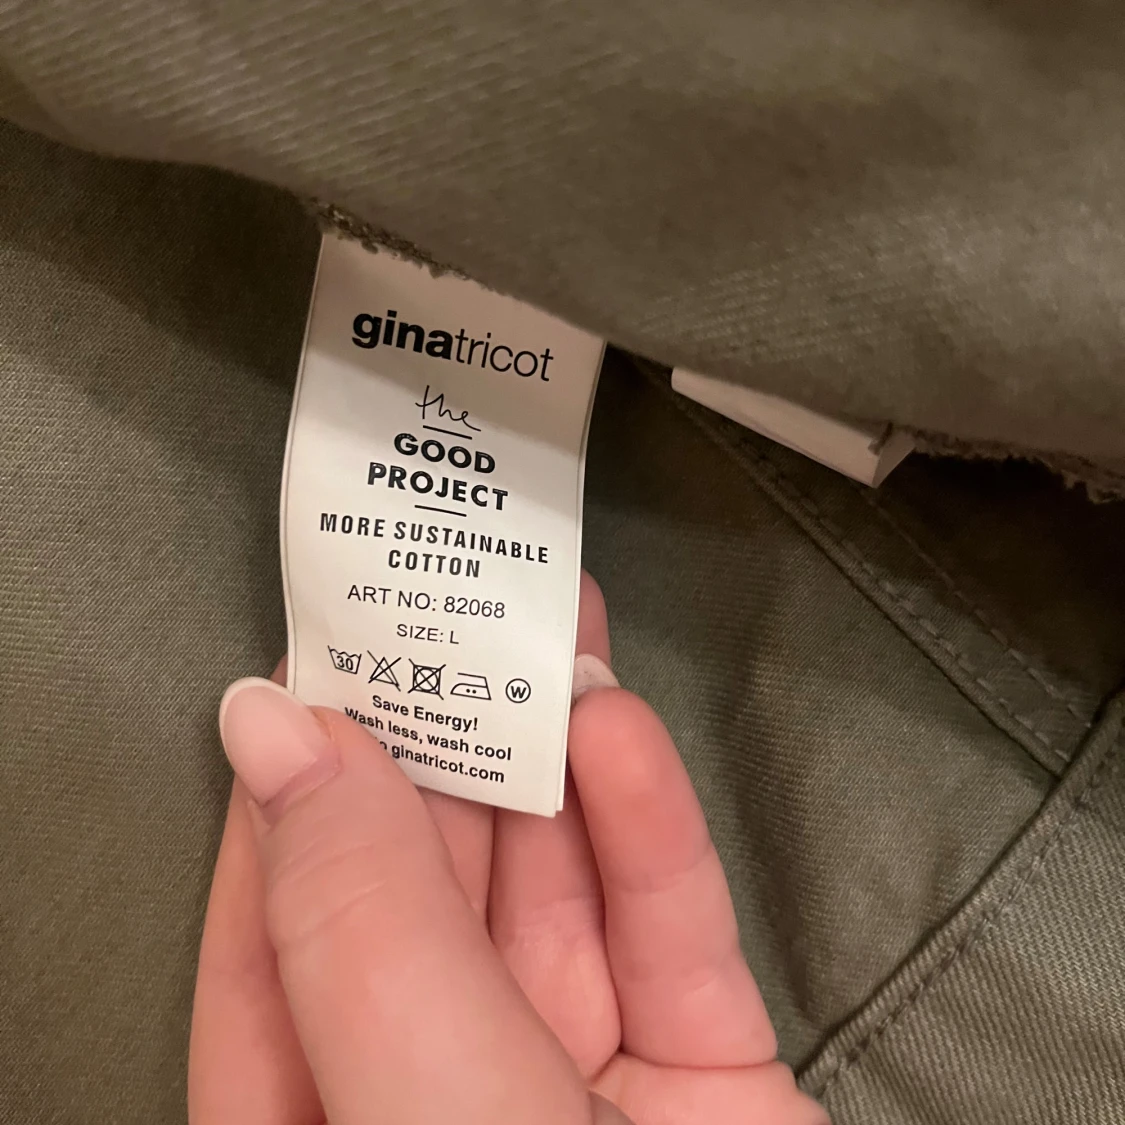 ginatricot
the
GOOD
PROJECT
MORE SUSTAINABLE
COTTON
ART NO: 82068
SIZE: L
30
W
Save Energy!
Wash less, wash cool
ginatricot.com